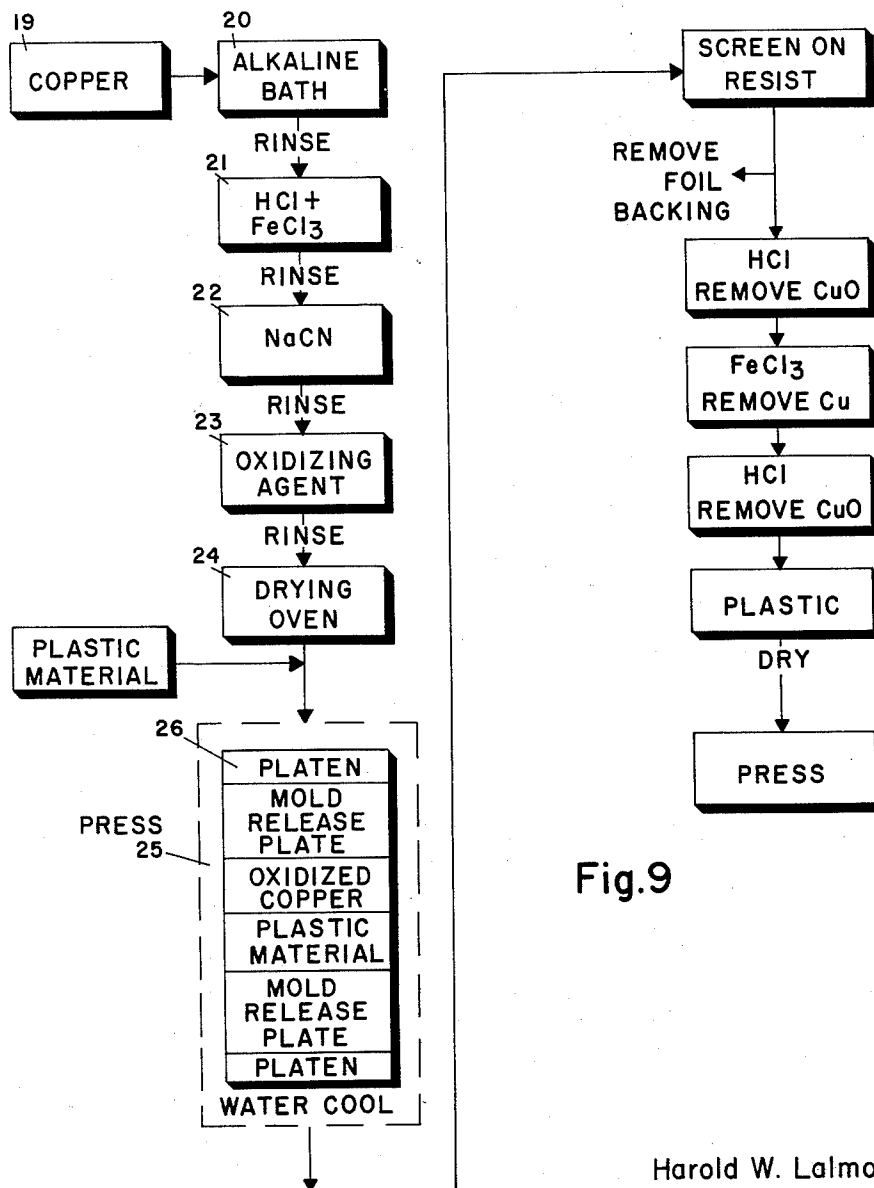 19
COPPER
20
ALKALINE
BATH
RINSE
21
HCl+
FeCl3
RINSE
22
NaCN
RINSE
23
OXIDIZING
AGENT
RINSE
24
DRYING
OVEN
PLASTIC
MATERIAL
26
PLATEN
MOLD
RELEASE
PLATE
PRESS
25
OXIDIZED
COPPER
PLASTIC
MATERIAL
MOLD
RELEASE
PLATE
PLATEN
WATER COOL
SCREEN ON
RESIST
REMOVE
FOIL
BACKING
HCl
REMOVE CuO
FeCl3
REMOVE Cu
HCl
REMOVE CuO
PLASTIC
DRY
PRESS
Fig.9
Harold W. Lalmo